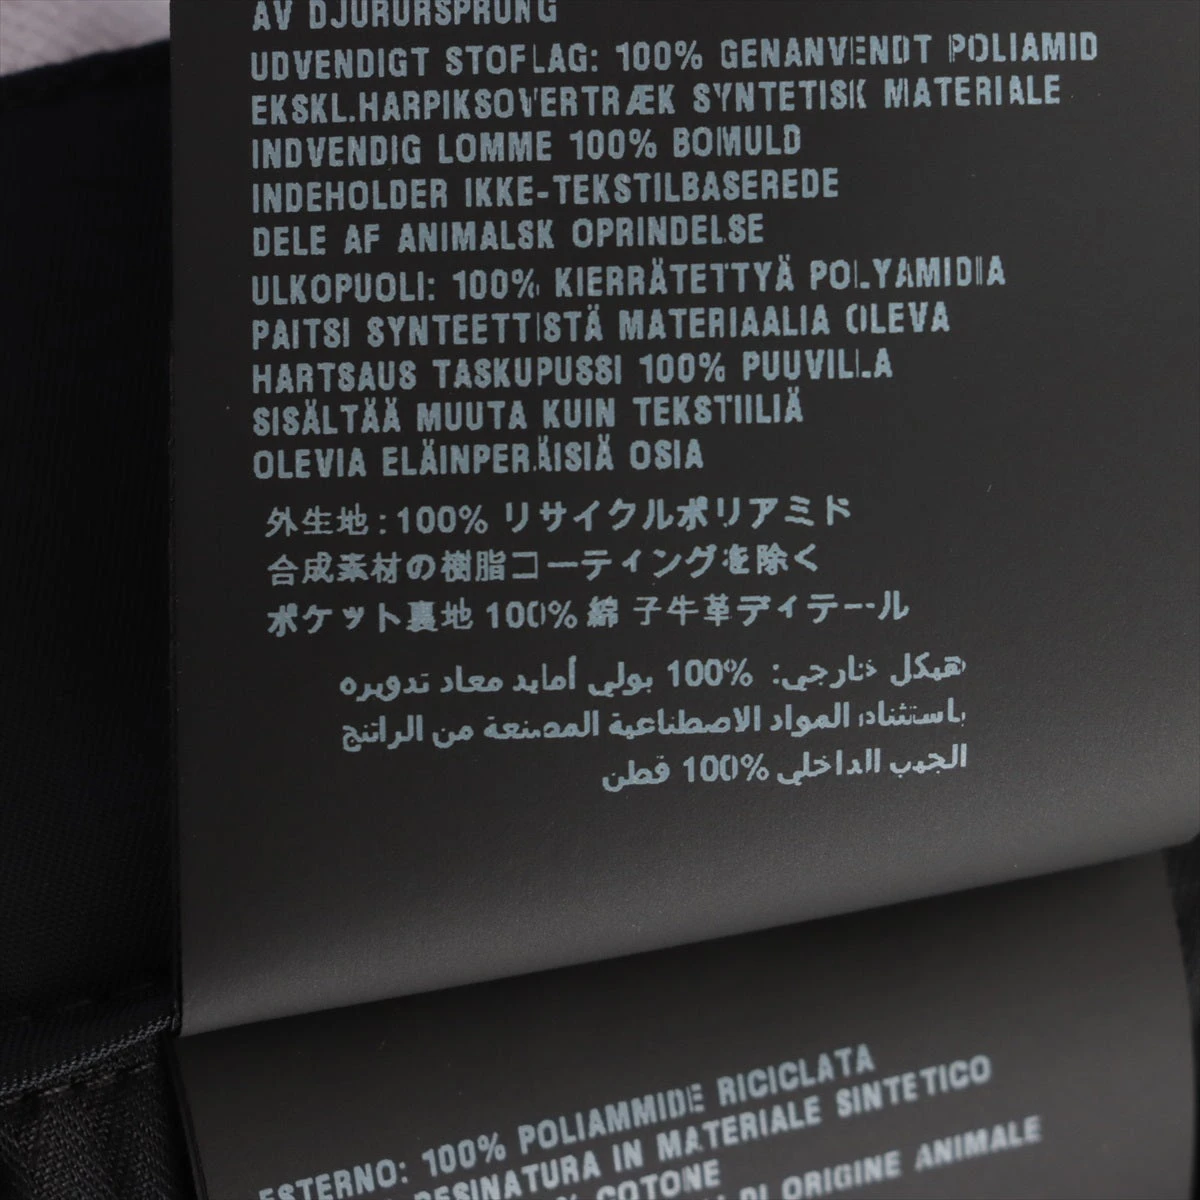 AV DJURURSPRUNG
UDVENDIGT STOFLAG: 100% GENANVENDT POLIAMID
EKSKL.HARPIKSOVERTRÆK SYNTETISK MATERIALE
INDVENDIG LOMME 100% BOMULD
INDEHOLDER IKKE-TEKSTILBASEREDE
DELE AF ANIMALSK OPRINDELSE
ULKOPUOLI: 100% KIERRÄTETTYÄ POLYAMIDIA
PAITSI SYNTEETTISTÄ MATERIAALIA OLEVA
HARTSAUS TASKUPUSSI 100% PUUVILLA
SISÄLTÄÄ MUUTA KUIN TEKSTIILIÄ
OLEVIA ELÄINPERÄISIÄ OSIA
外生地:100% リサイクルポリアミド
合成素材の樹脂コーティングを除く
ポケット裏地 100% 綿 子牛革ディテール
هيكل خارجي: %100 بولي أمايد معاد تدويره
باستثناء المواد الاصطناعية المصنعة من الراتنج
الجيب الداخلي %100 قطن
ESTERNO: 100% POLIAMMIDE RICICLATA
RESINATURA IN MATERIALE SINTETICO
% COTONE
DI ORIGINE ANIMALE